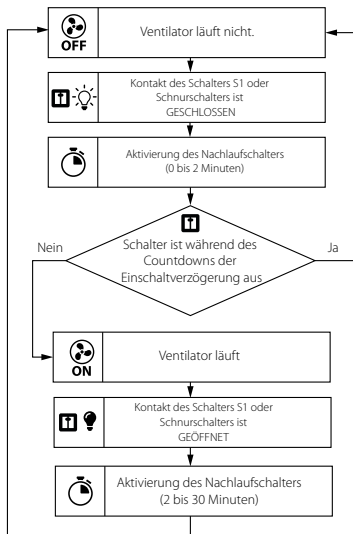 OFF
Ventilator läuft nicht.
Kontakt des Schalters S1 oder
Schnurschalters ist
GESCHLOSSEN
Aktivierung des Nachlaufschalters
(0 bis 2 Minuten)
Nein
Schalter ist während des
Countdowns der
Einschaltverzögerung aus
Ja
ON
Ventilator läuft
Kontakt des Schalters S1 oder
Schnurschalters ist
GEÖFFNET
Aktivierung des Nachlaufschalters
(2 bis 30 Minuten)